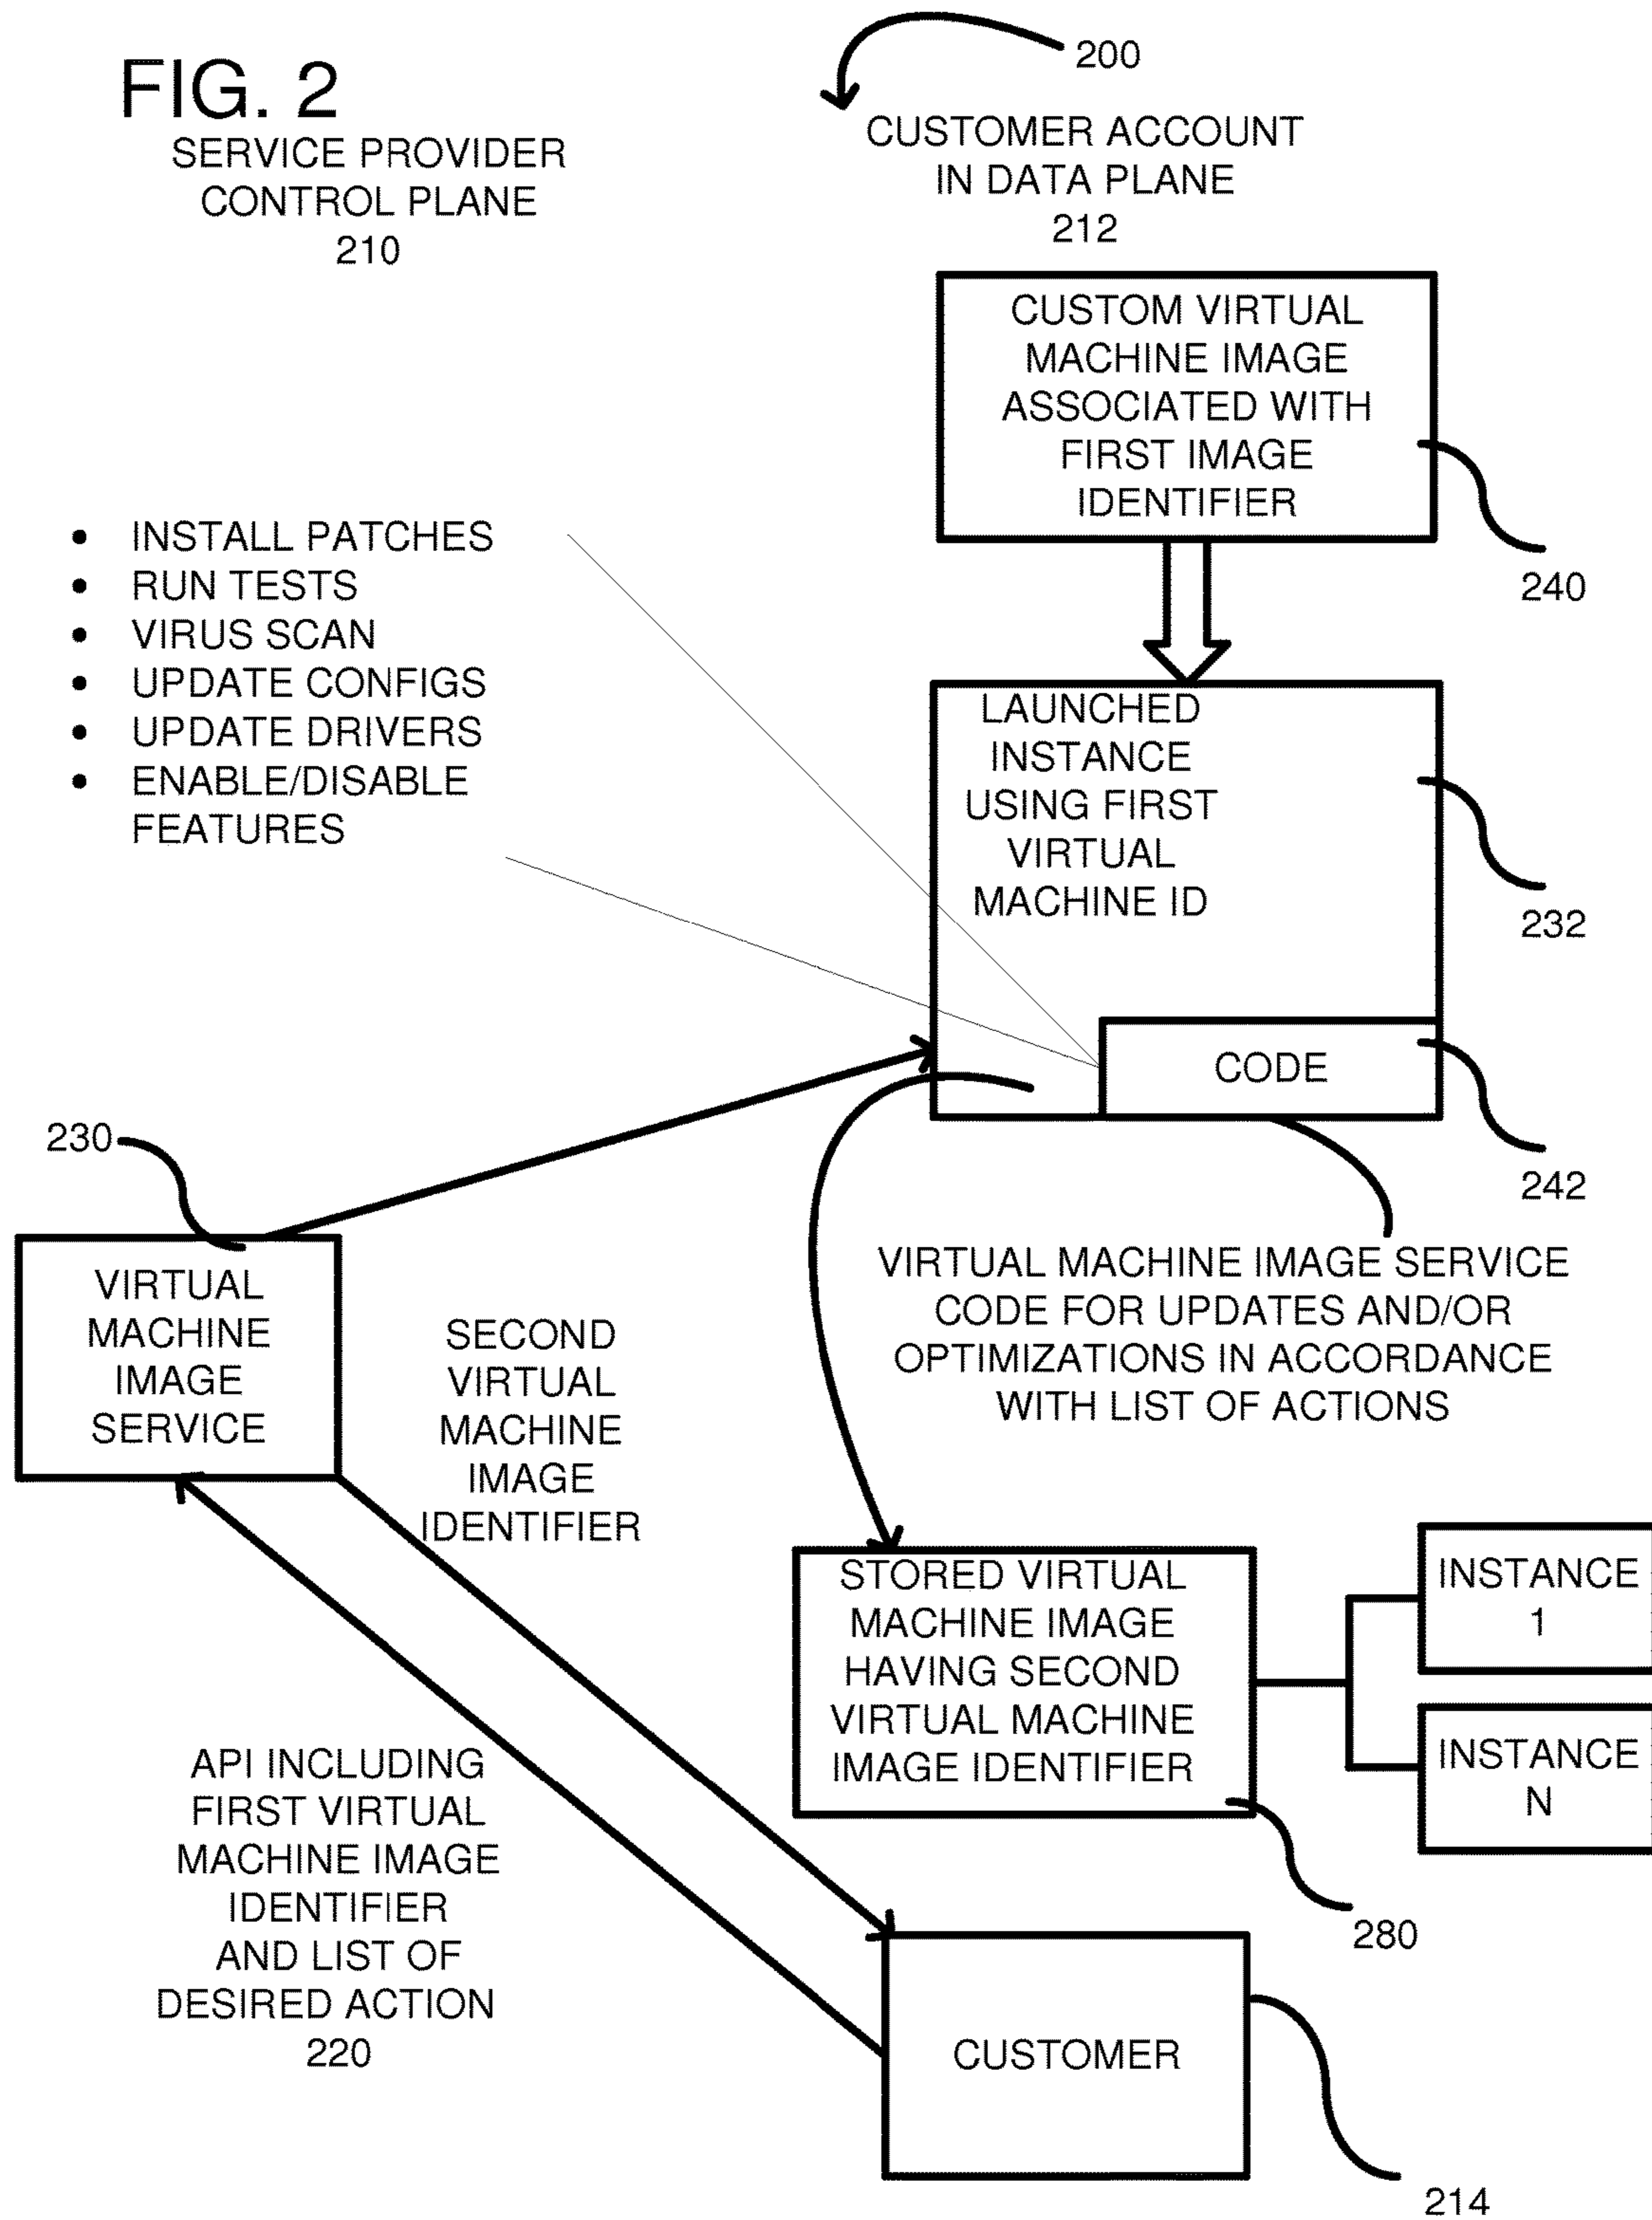 FIG. 2
SERVICE PROVIDER
CONTROL PLANE
210
200
CUSTOMER ACCOUNT
IN DATA PLANE
212
CUSTOM VIRTUAL
MACHINE IMAGE
ASSOCIATED WITH
FIRST IMAGE
IDENTIFIER
240
• INSTALL PATCHES
• RUN TESTS
• VIRUS SCAN
• UPDATE CONFIGS
• UPDATE DRIVERS
• ENABLE/DISABLE
FEATURES
LAUNCHED
INSTANCE
USING FIRST
VIRTUAL
MACHINE ID
232
CODE
242
230
VIRTUAL
MACHINE
IMAGE
SERVICE
SECOND
VIRTUAL
MACHINE
IMAGE
IDENTIFIER
VIRTUAL MACHINE IMAGE SERVICE
CODE FOR UPDATES AND/OR
OPTIMIZATIONS IN ACCORDANCE
WITH LIST OF ACTIONS
STORED VIRTUAL
MACHINE IMAGE
HAVING SECOND
VIRTUAL MACHINE
IMAGE IDENTIFIER
280
INSTANCE
1
INSTANCE
N
API INCLUDING
FIRST VIRTUAL
MACHINE IMAGE
IDENTIFIER
AND LIST OF
DESIRED ACTION
220
CUSTOMER
214